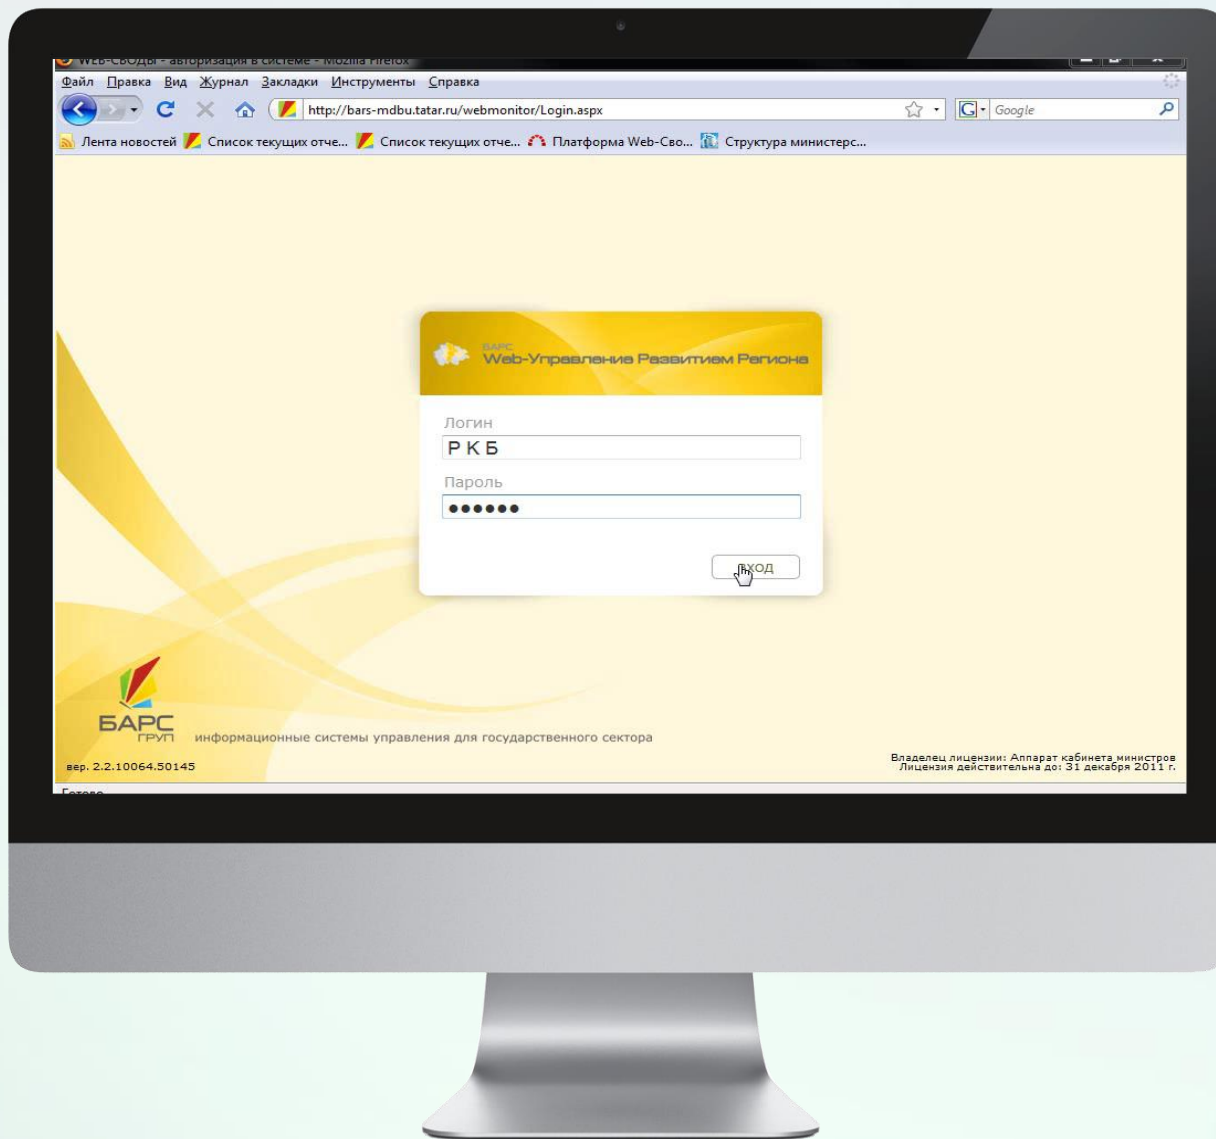 WEB-СВОДЫ - авторизация в системе - Mozilla Firefox
Файл Правка Вид Журнал Закладки Инструменты Справка
http://bars-mdbu.tatar.ru/webmonitor/Login.aspx G Google
Лента новостей Список текущих отче... Список текущих отче... Платформа Web-Сво... Структура министерс...
БАРС
Web-Управление Развитием Региона
Логин
Р К Б
Пароль
вход
БАРС
ГРУП
информационные системы управления для государственного сектора
вер. 2.2.10064.50145
Владелец лицензии: Аппарат кабинета министров
Лицензия действительна до: 31 декабря 2011 г.
Готово